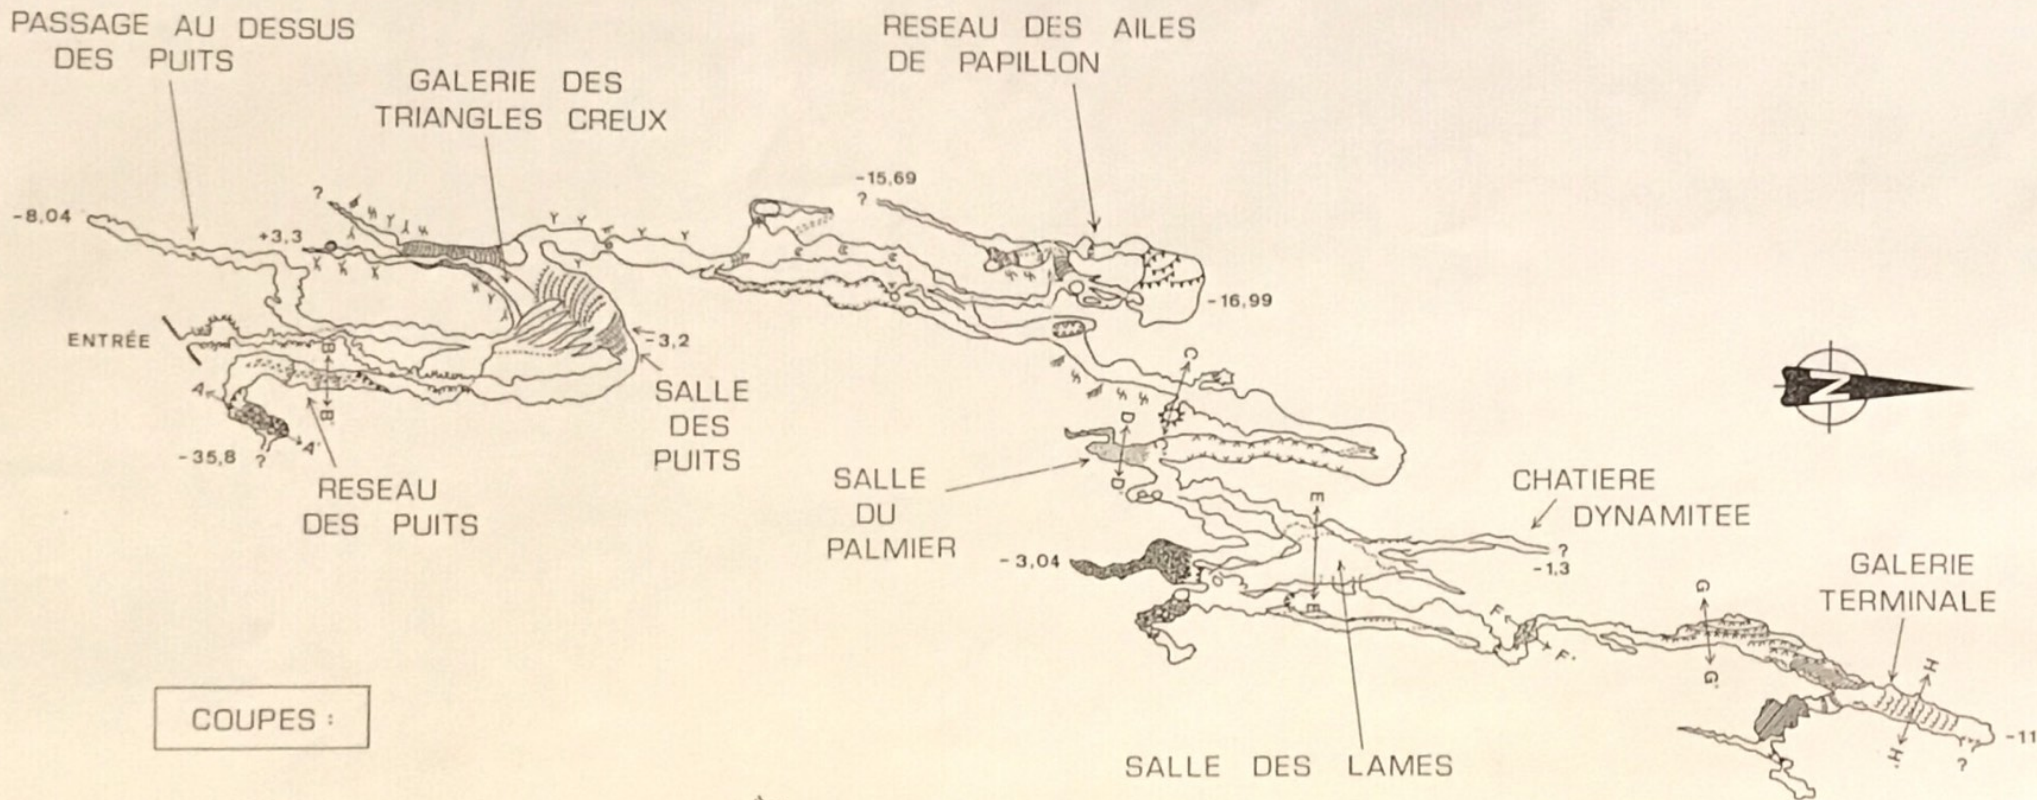 PASSAGE AU DESSUS
DES PUITS
GALERIE DES
TRIANGLES CREUX
RESEAU DES AILES
DE PAPILLON
-15,69
?
?
-8,04
+3,3
-16,99
ENTRÉE
-3,2
B
B'
A
A'
-35,8
?
SALLE
DES
PUITS
RESEAU
DES PUITS
N
C
C'
D
D'
SALLE
DU
PALMIER
CHATIERE
DYNAMITEE
E
E'
-3,04
?
-1,3
GALERIE
TERMINALE
F
F'
G
G'
H
H'
-11
?
COUPES :
SALLE DES LAMES